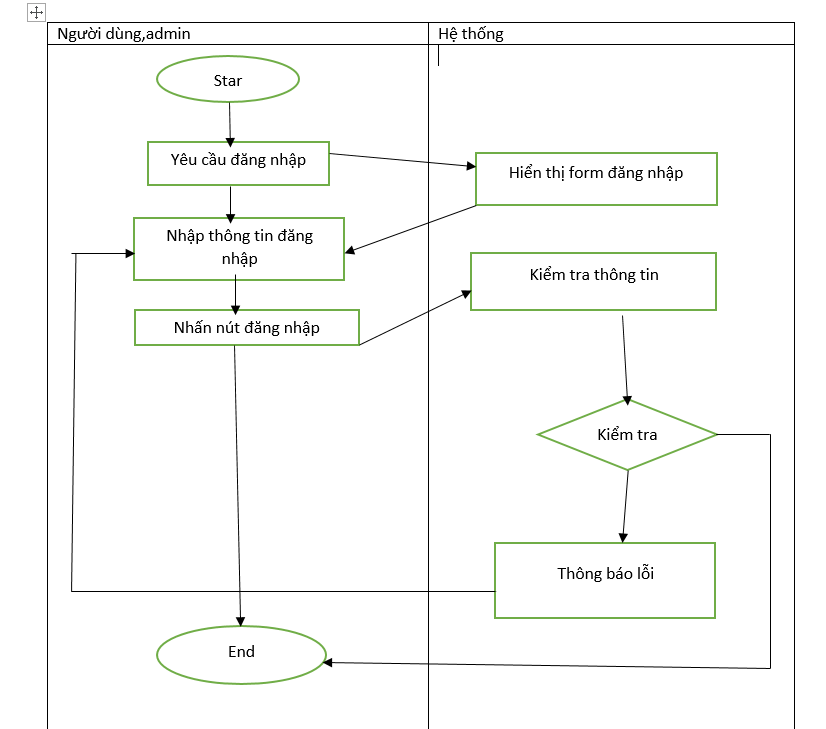 Người dùng,admin
Hệ thống
Star
Yêu cầu đăng nhập
Hiển thị form đăng nhập
Nhập thông tin đăng
nhập
Kiểm tra thông tin
Nhấn nút đăng nhập
Kiểm tra
Thông báo lỗi
End